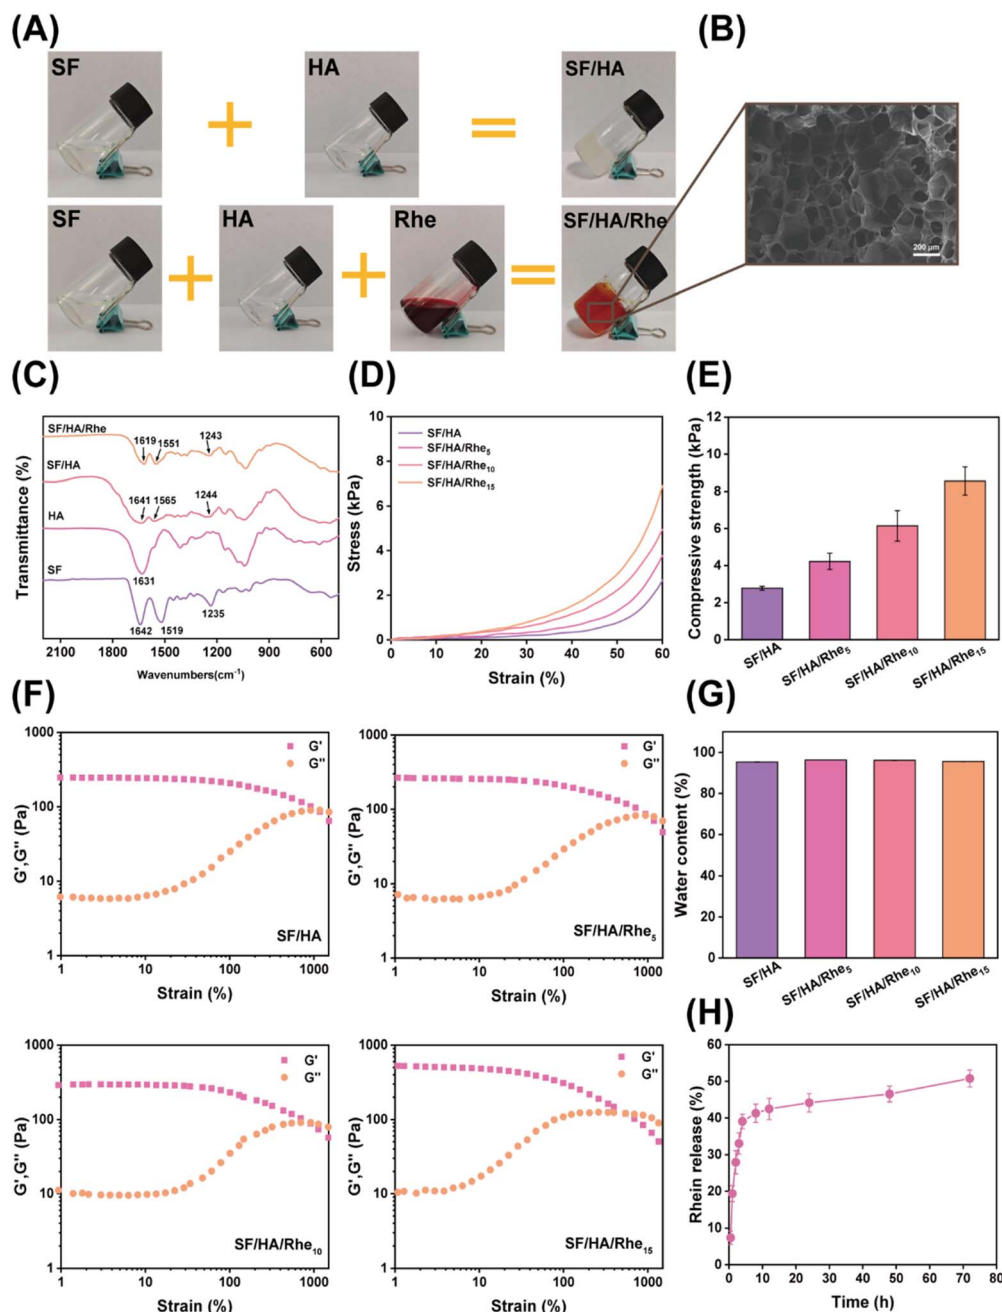 (A)
(B)
SF
HA
SF/HA
+
=
200 μm
SF
HA
Rhe
SF/HA/Rhe
+
+
=
(C)
Transmittance (%)
SF/HA/Rhe
1619
1551
1243
SF/HA
1641
1565
1244
HA
1631
SF
1642
1519
1235
2100 1800 1500 1200 900 600
Wavenumbers(cm⁻¹)
(D)
Stress (kPa)
10
8
6
4
2
0
SF/HA
SF/HA/Rhe₅
SF/HA/Rhe₁₀
SF/HA/Rhe₁₅
0 10 20 30 40 50 60
Strain (%)
(E)
Compressive strength (kPa)
12
10
8
6
4
2
0
SF/HA
SF/HA/Rhe₅
SF/HA/Rhe₁₀
SF/HA/Rhe₁₅
(F)
G',G'' (Pa)
1000
100
10
1
G'
G''
SF/HA
1 10 100 1000
Strain (%)
G',G'' (Pa)
1000
100
10
1
G'
G''
SF/HA/Rhe₅
1 10 100 1000
Strain (%)
G',G'' (Pa)
1000
100
10
1
G'
G''
SF/HA/Rhe₁₀
1 10 100 1000
Strain (%)
G',G'' (Pa)
1000
100
10
1
G'
G''
SF/HA/Rhe₁₅
1 10 100 1000
Strain (%)
(G)
Water content (%)
100
80
60
40
20
0
SF/HA
SF/HA/Rhe₅
SF/HA/Rhe₁₀
SF/HA/Rhe₁₅
(H)
Rhein release (%)
60
50
40
30
20
10
0
0 10 20 30 40 50 60 70 80
Time (h)